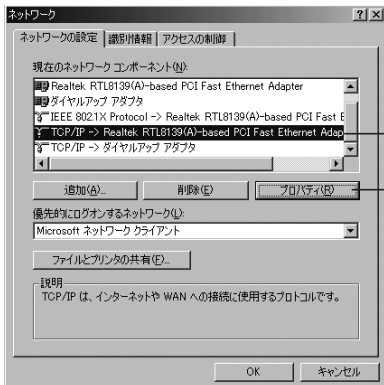 ネットワーク
ネットワークの設定 識別情報 アクセスの制御
現在のネットワーク コンポーネント(N):
Realtek RTL8139(A)-based PCI Fast Ethernet Adapter
ダイヤルアップ アダプタ
IEEE 802.1X Protocol -> Realtek RTL8139(A)-based PCI Fast E
TCP/IP -> Realtek RTL8139(A)-based PCI Fast Ethernet Adap
TCP/IP -> ダイヤルアップ アダプタ
追加(A)... 削除(E) プロパティ(R)
優先的にログオンするネットワーク(L):
Microsoft ネットワーク クライアント
ファイルとプリンタの共有(F)...
説明
TCP/IP は、インターネットや WAN への接続に使用するプロトコルです。
OK キャンセル